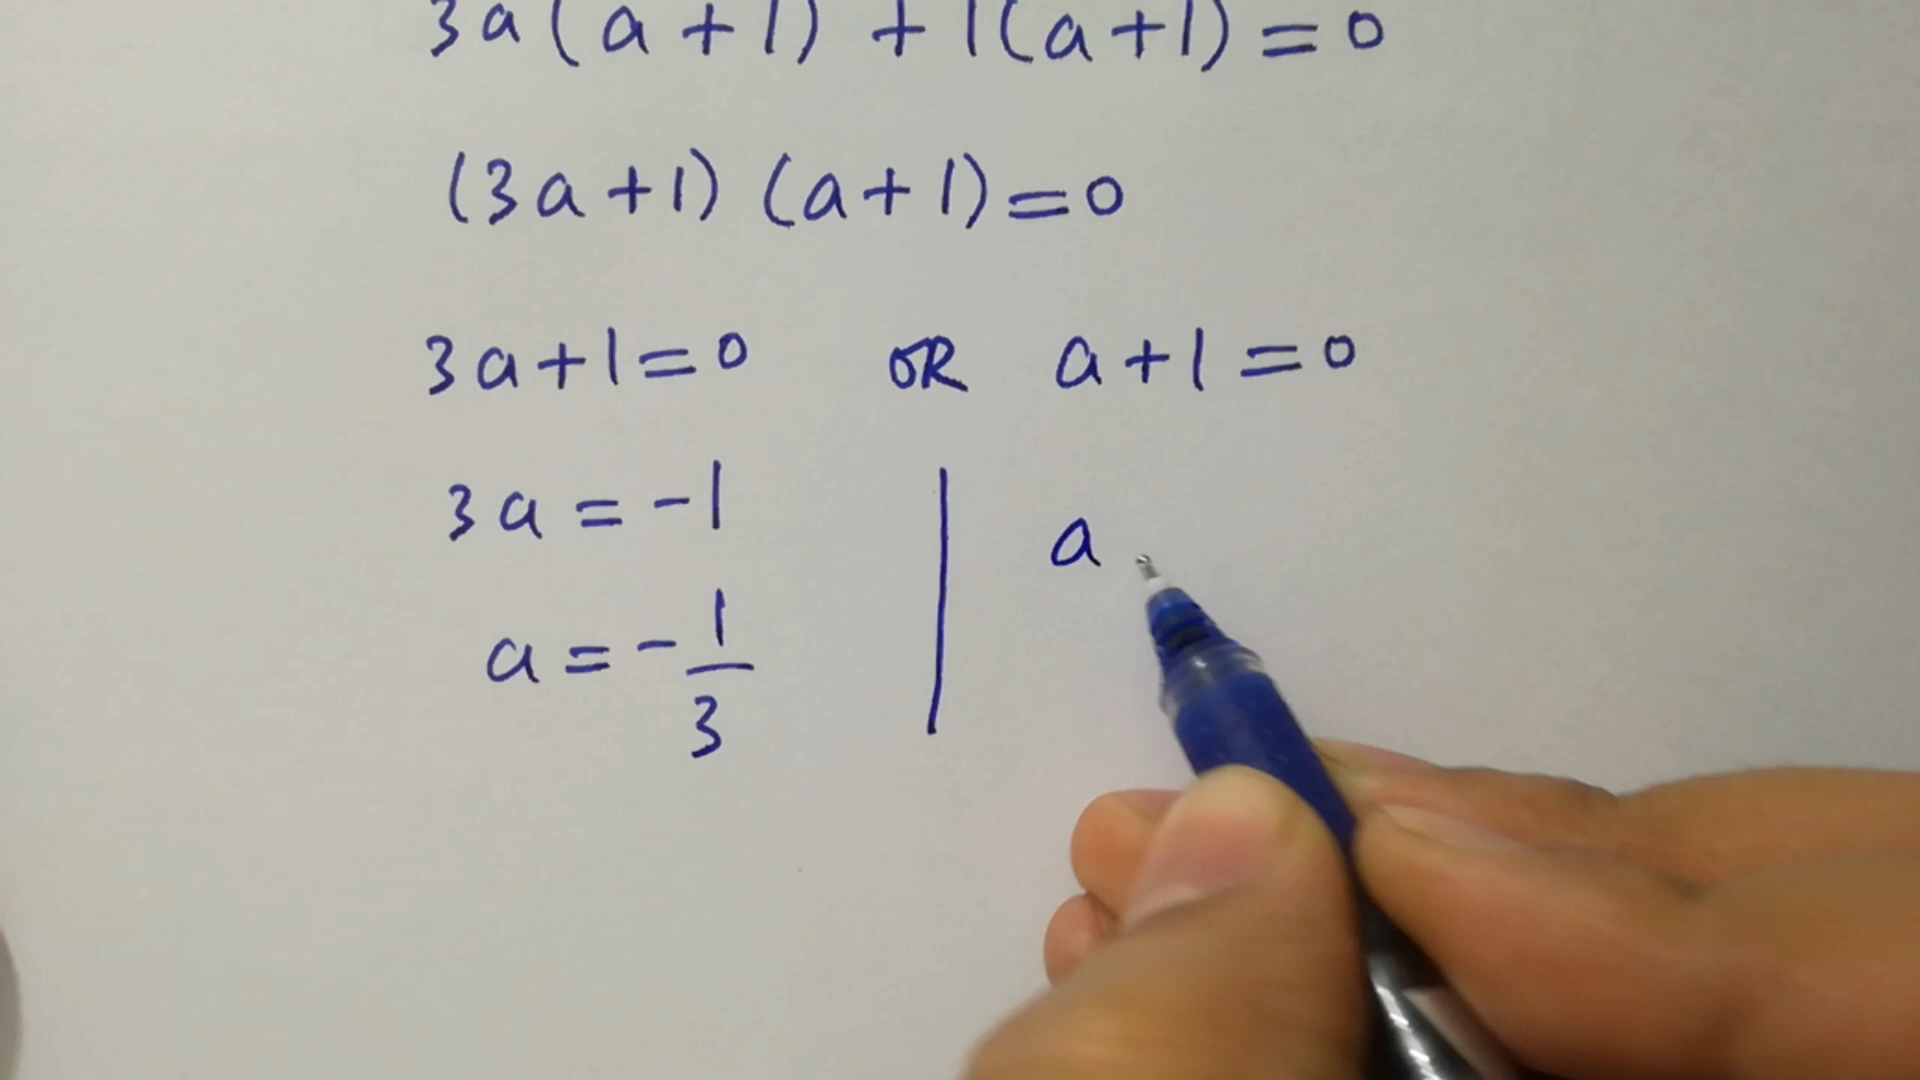 3a(a+1) + 1(a+1) = 0
(3a+1) (a+1) = 0
3a+1=0 OR a+1=0
3a = -1
a
a = -1/3